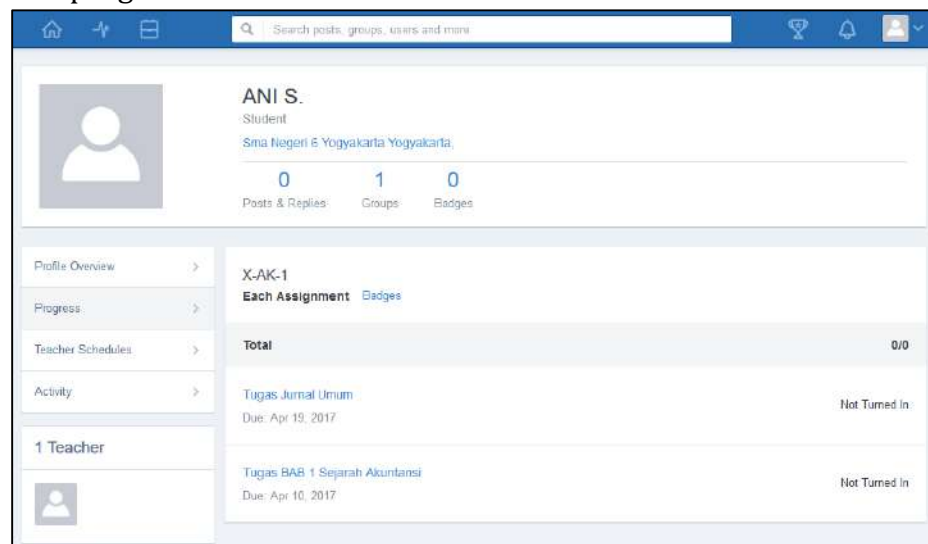 Search posts, groups, users and more
ANI S.
Student
Sma Negeri 6 Yogyakarta Yogyakarta,
0 1 0
Posts & Replies Groups Badges
Profile Overview
Progress
Teacher Schedules
Activity
1 Teacher
X-AK-1
Each Assignment Badges
Total 0/0
Tugas Jurnal Umum
Due: Apr 19, 2017
Not Turned In
Tugas BAB 1 Sejarah Akuntansi
Due: Apr 10, 2017
Not Turned In